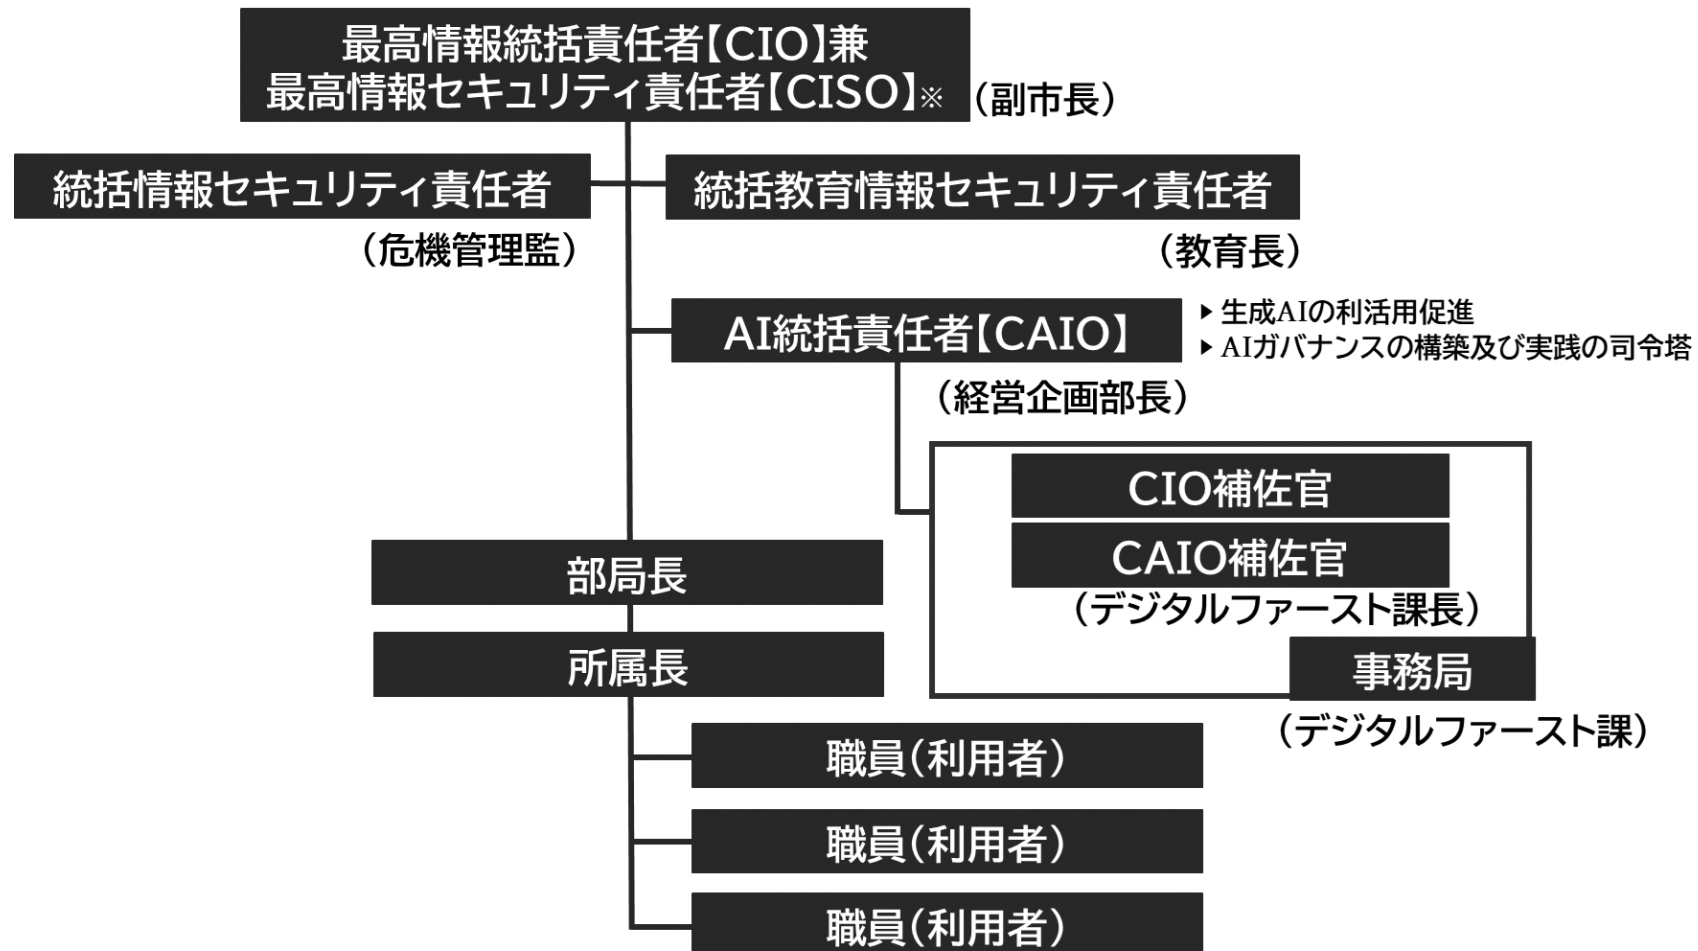 最高情報統括責任者【CIO】兼
最高情報セキュリティ責任者【CISO】※
（副市長）
統括情報セキュリティ責任者
統括教育情報セキュリティ責任者
（危機管理監）
（教育長）
AI統括責任者【CAIO】
▶ 生成AIの利活用促進
▶ AIガバナンスの構築及び実践の司令塔
（経営企画部長）
CIO補佐官
CAIO補佐官
（デジタルファースト課長）
事務局
（デジタルファースト課）
部局長
所属長
職員（利用者）
職員（利用者）
職員（利用者）